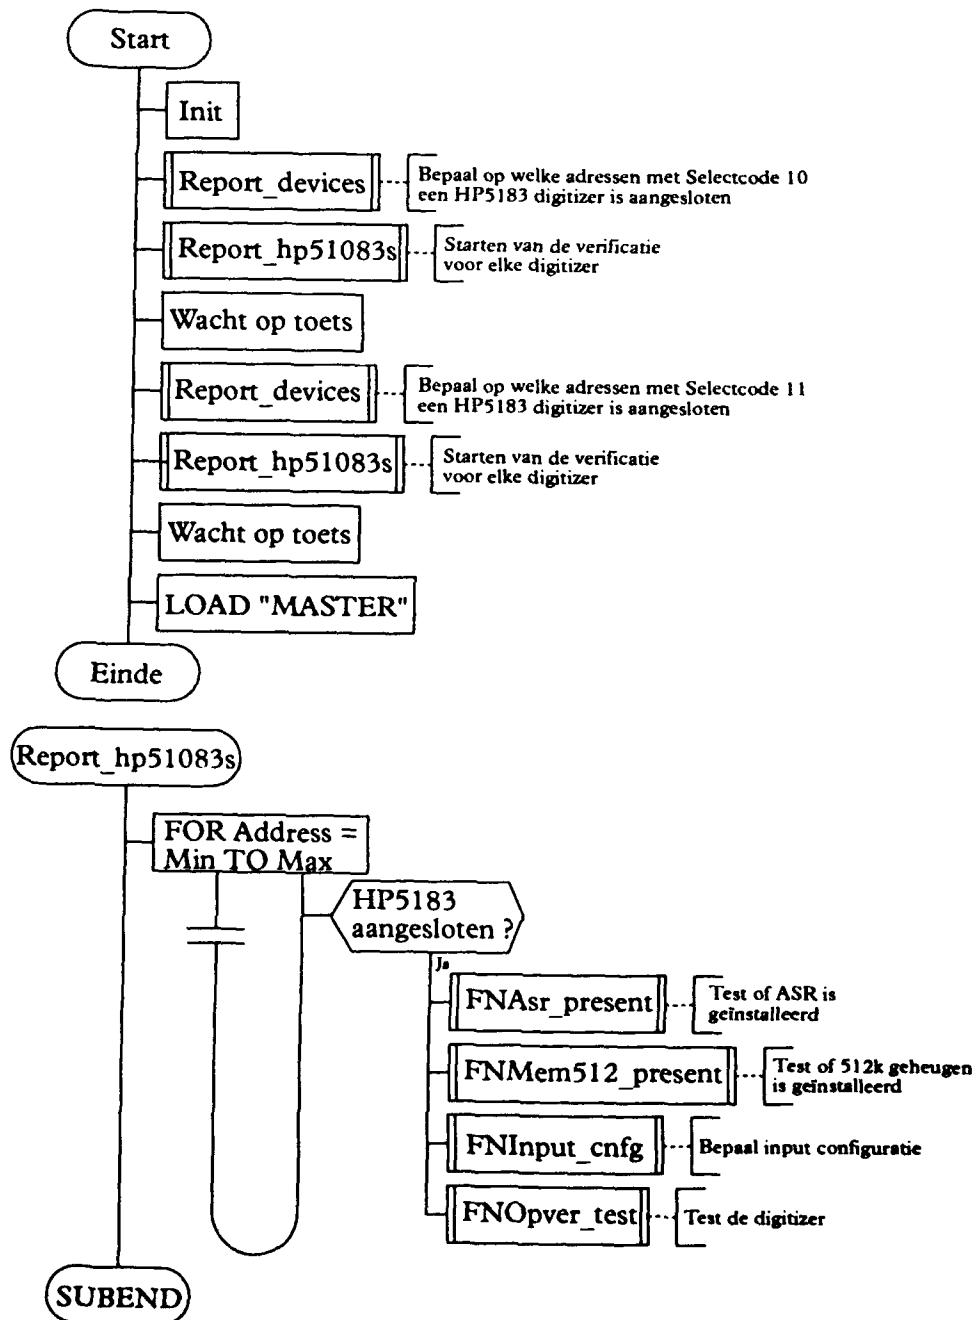 Start
Init
Report_devices
Bepaal op welke adressen met Selectcode 10
een HP5183 digitizer is aangesloten
Report_hp51083s
Starten van de verificatie
voor elke digitizer
Wacht op toets
Report_devices
Bepaal op welke adressen met Selectcode 11
een HP5183 digitizer is aangesloten
Report_hp51083s
Starten van de verificatie
voor elke digitizer
Wacht op toets
LOAD "MASTER"
Einde
Report_hp51083s
FOR Address =
Min TO Max
HP5183
aangesloten ?
Ja
FNAsr_present
Test of ASR is
geïnstalleerd
FNMem512_present
Test of 512k geheugen
is geïnstalleerd
FNInput_cnfg
Bepaal input configuratie
FNOpver_test
Test de digitizer
SUBEND